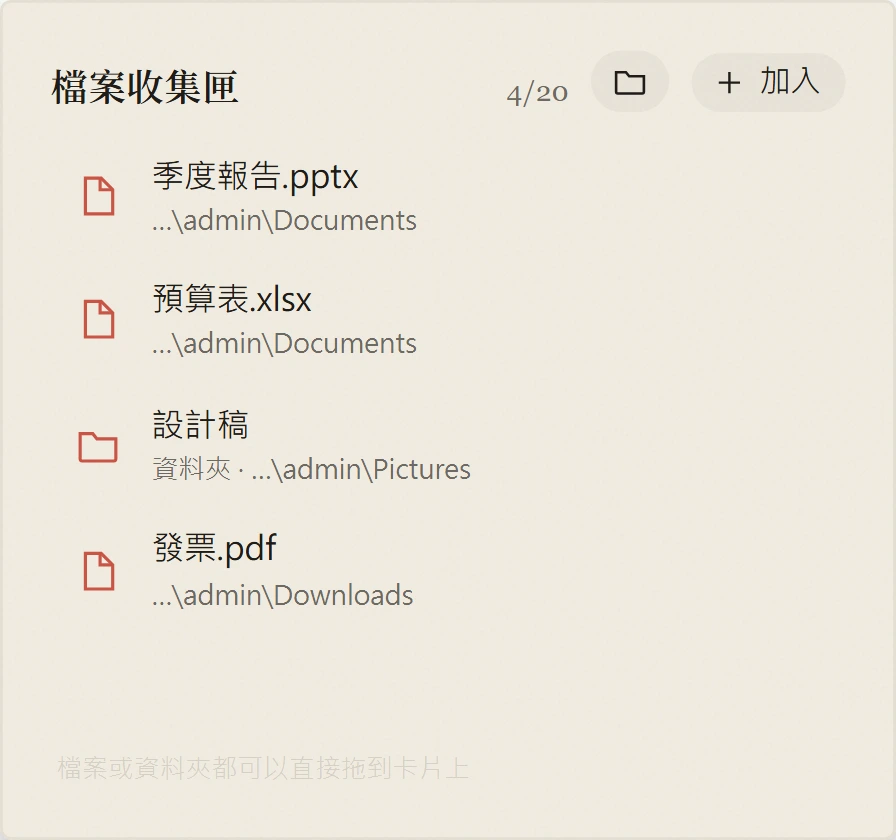 檔案收集匣
4/20
+ 加入
季度報告.pptx
...\admin\Documents
預算表.xlsx
...\admin\Documents
設計稿
資料夾 · ...\admin\Pictures
發票.pdf
...\admin\Downloads
檔案或資料夾都可以直接拖到卡片上